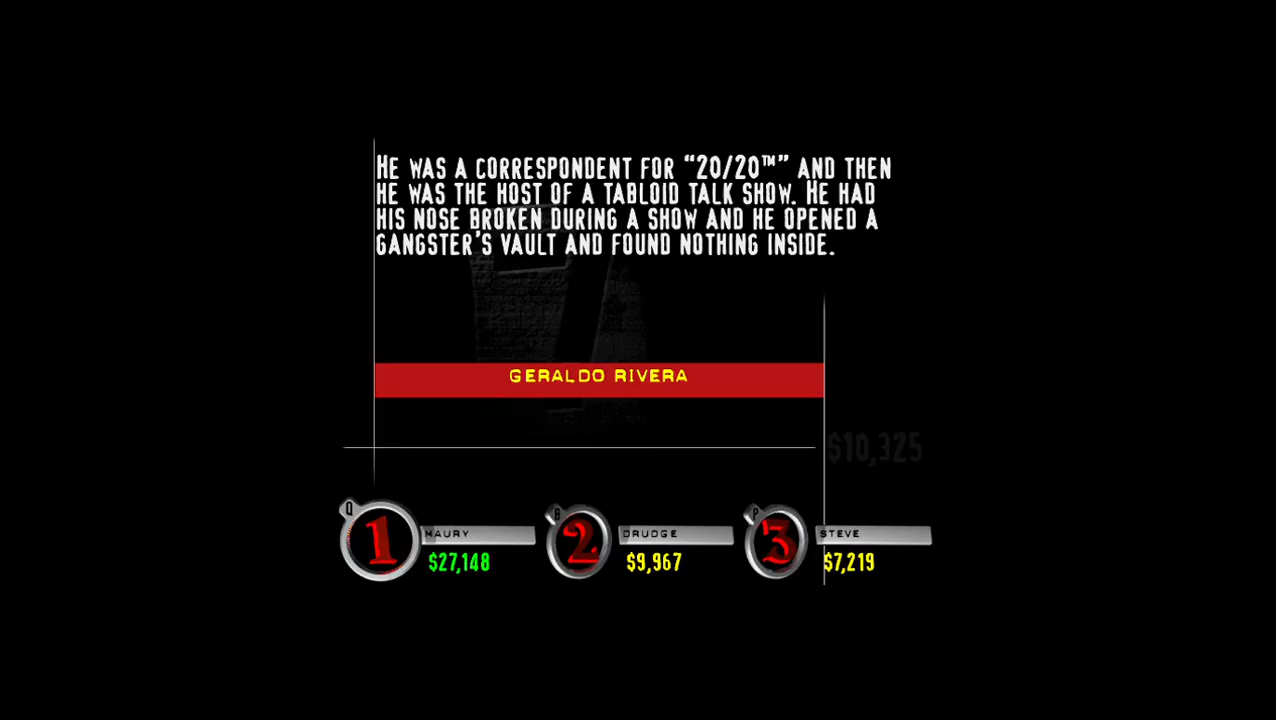 HE WAS A CORRESPONDENT FOR “20/20™” AND THEN
HE WAS THE HOST OF A TABLOID TALK SHOW. HE HAD
HIS NOSE BROKEN DURING A SHOW AND HE OPENED A
GANGSTER’S VAULT AND FOUND NOTHING INSIDE.
GERALDO RIVERA
$10,325
Q 1 MAURY B 2 DRUDGE P 3 STEVE
$27,148 $9,967 $7,219